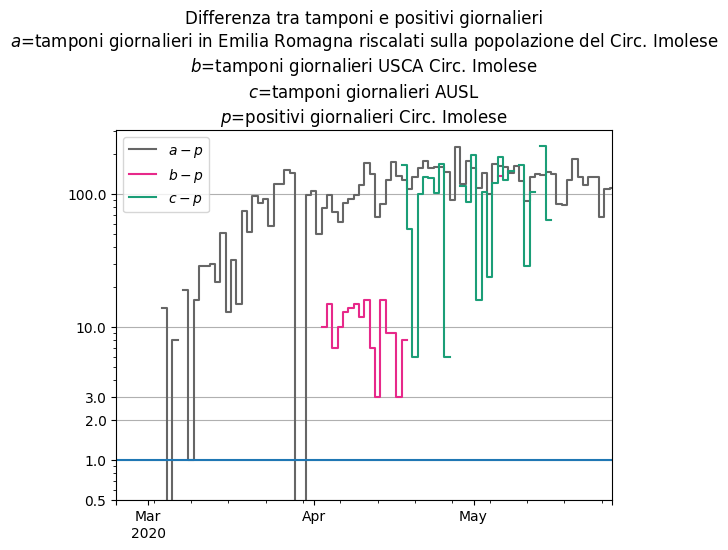 Differenza tra tamponi e positivi giornalieri
a=tamponi giornalieri in Emilia Romagna riscalati sulla popolazione del Circ. Imolese
b=tamponi giornalieri USCA Circ. Imolese
c=tamponi giornalieri AUSL
p=positivi giornalieri Circ. Imolese
a − p
b − p
c − p
100.0
10.0
3.0
2.0
1.0
0.5
Mar Apr May
2020